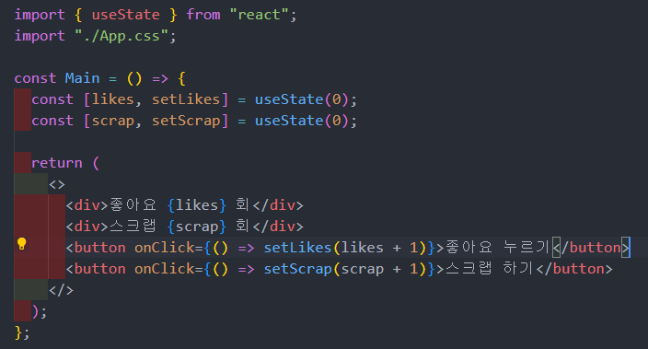 import { useState } from "react";
import "./App.css";
const Main = () => {
const [likes, setLikes] = useState(0);
const [scrap, setScrap] = useState(0);
return (
<>
<div>좋아요 {likes} 회</div>
<div>스크랩 {scrap} 회</div>
<button onClick={() => setLikes(likes + 1)}>좋아요 누르기</button>
<button onClick={() => setScrap(scrap + 1)}>스크랩 하기</button>
</>
);
};